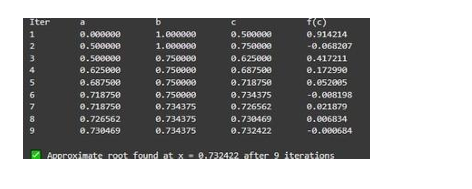 Iter a b c f(c)
1 0.000000 1.000000 0.500000 0.914214
2 0.500000 1.000000 0.750000 -0.068207
3 0.500000 0.750000 0.625000 0.417211
4 0.625000 0.750000 0.687500 0.172990
5 0.687500 0.750000 0.718750 0.052005
6 0.718750 0.750000 0.734375 -0.008198
7 0.718750 0.734375 0.726562 0.021879
8 0.726562 0.734375 0.730469 0.006834
9 0.730469 0.734375 0.732422 -0.000684
✅ Approximate root found at x = 0.732422 after 9 iterations